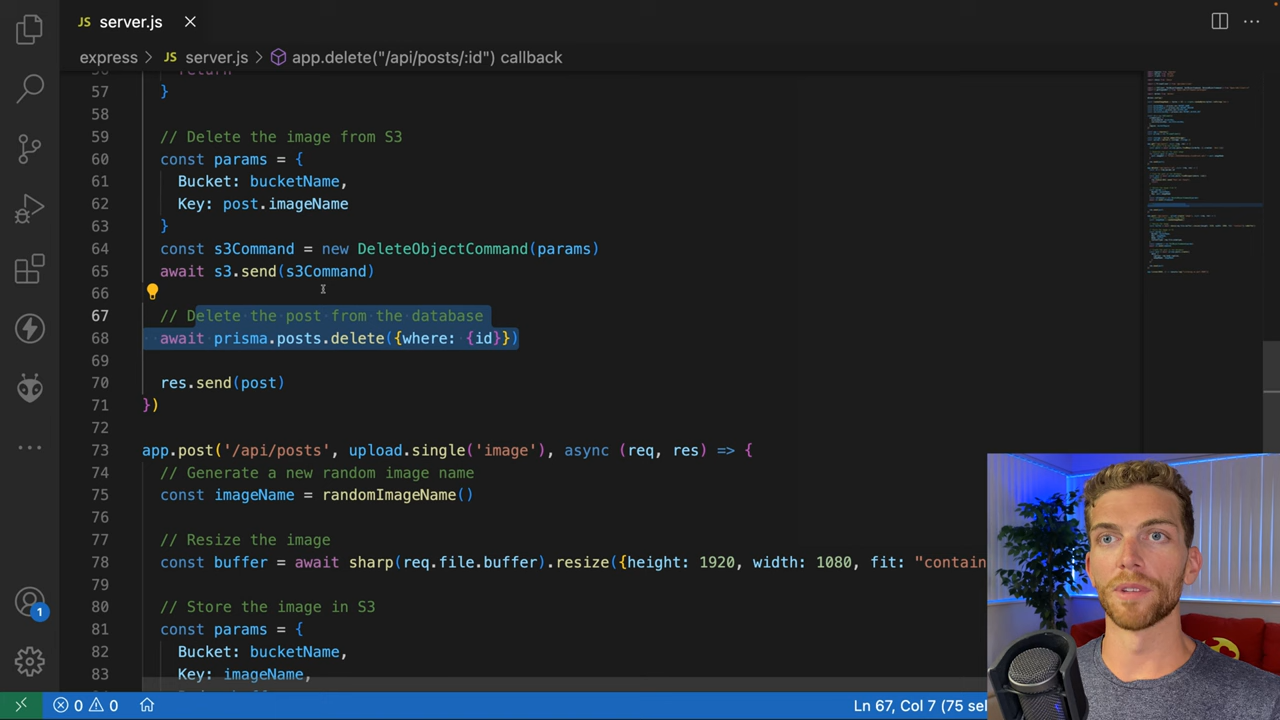 JS server.js
express > JS server.js > app.delete("/api/posts/:id") callback
56 return
57 }
58
59 // Delete the image from S3
60 const params = {
61 Bucket: bucketName,
62 Key: post.imageName
63 }
64 const s3Command = new DeleteObjectCommand(params)
65 await s3.send(s3Command)
66
67 // Delete the post from the database
68 await prisma.posts.delete({where: {id}})
69
70 res.send(post)
71 })
72
73 app.post('/api/posts', upload.single('image'), async (req, res) => {
74 // Generate a new random image name
75 const imageName = randomImageName()
76
77 // Resize the image
78 const buffer = await sharp(req.file.buffer).resize({height: 1920, width: 1080, fit: "contain
79
80 // Store the image in S3
81 const params = {
82 Bucket: bucketName,
83 Key: imageName,
1
0 0
Ln 67, Col 7 (75 sel